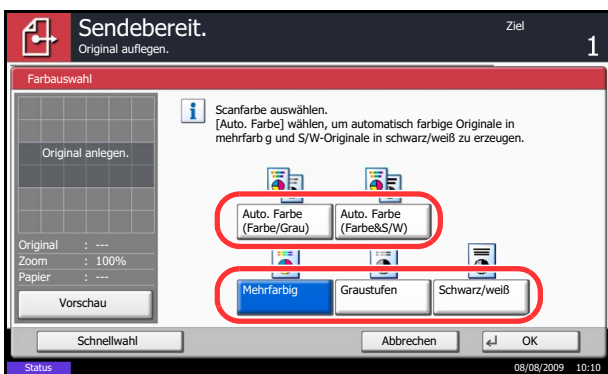 Sendebereit.
Original auflegen.
Ziel
1
Farbauswahl
Original anlegen.
Original : ---
Zoom : 100%
Papier : ---
Vorschau
Scanfarbe auswählen.
[Auto. Farbe] wählen, um automatisch farbige Originale in
mehrfarb g und S/W-Originale in schwarz/weiß zu erzeugen.
Auto. Farbe
(Farbe/Grau)
Auto. Farbe
(Farbe&S/W)
Mehrfarbig
Graustufen
Schwarz/weiß
Schnellwahl
Abbrechen
OK
Status
08/08/2009 10:10